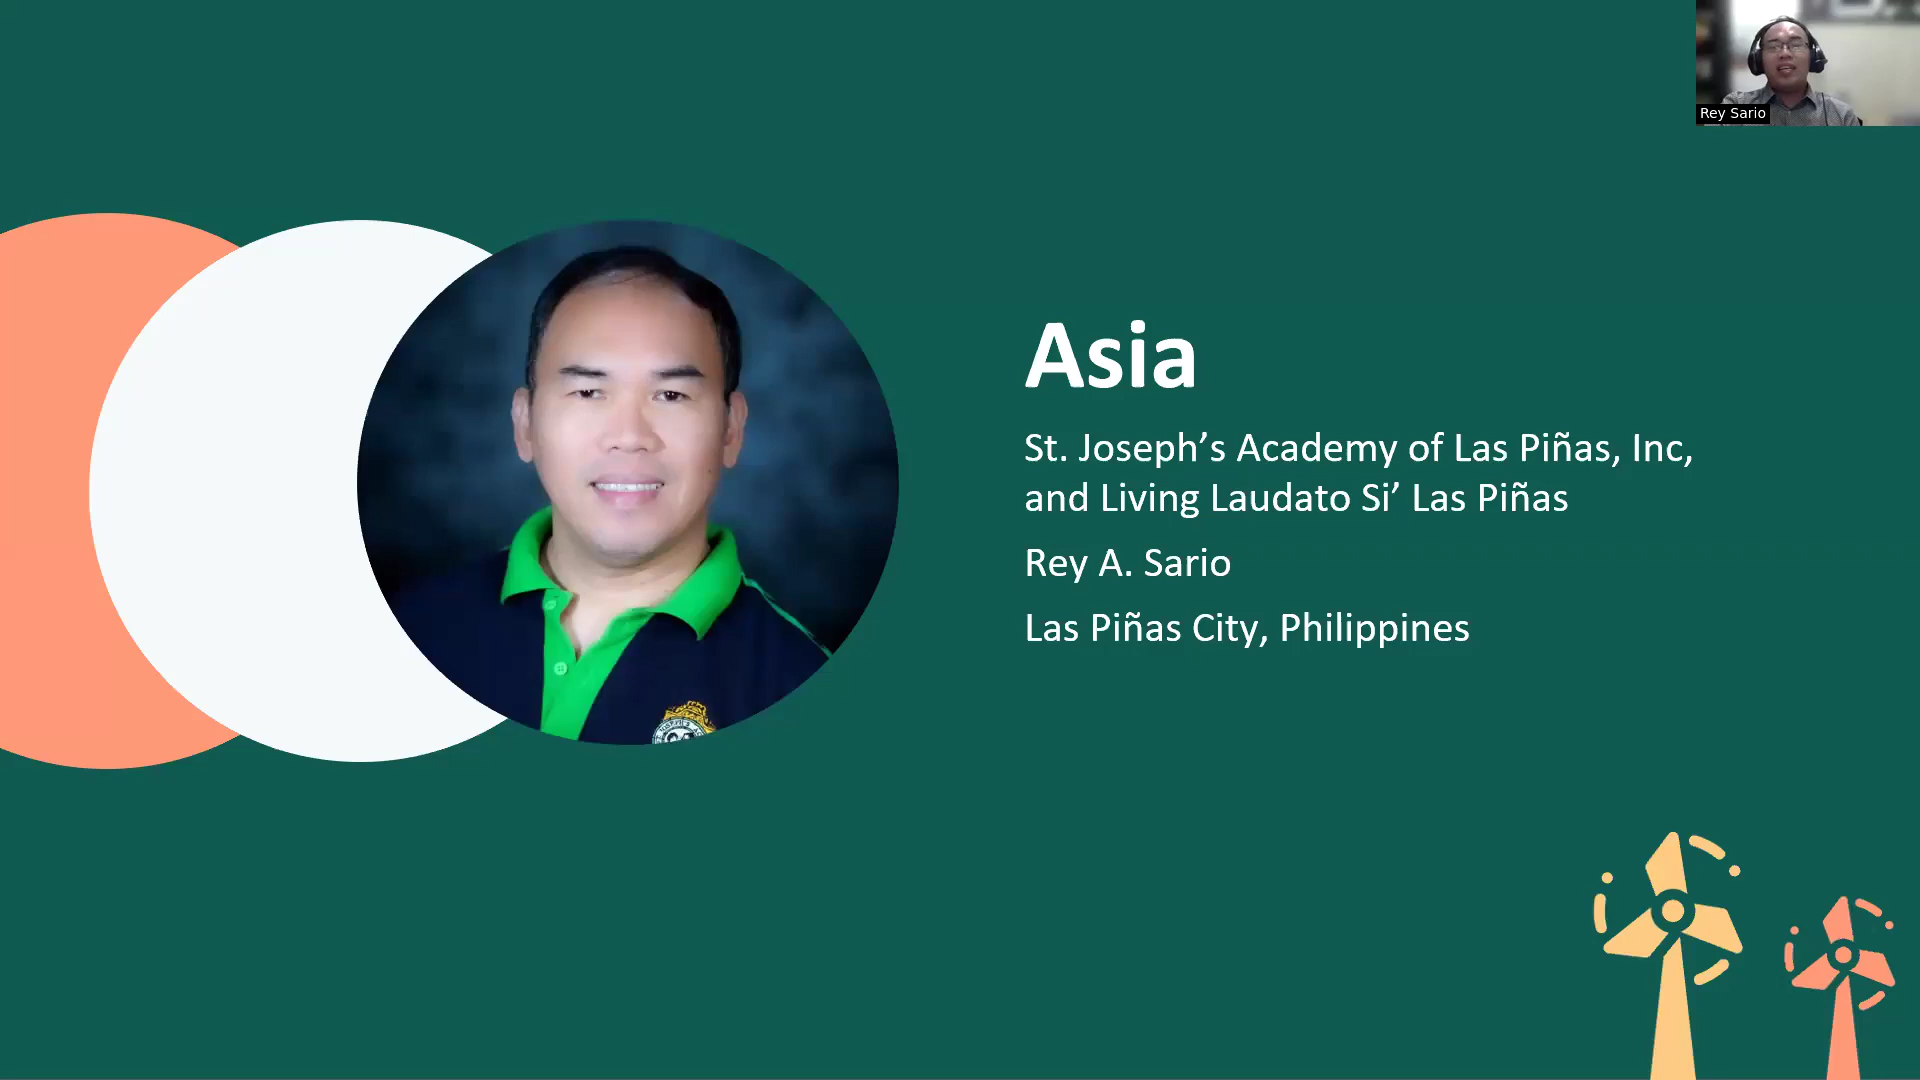 Rey Sario
Asia
St. Joseph’s Academy of Las Piñas, Inc,
and Living Laudato Si’ Las Piñas
Rey A. Sario
Las Piñas City, Philippines